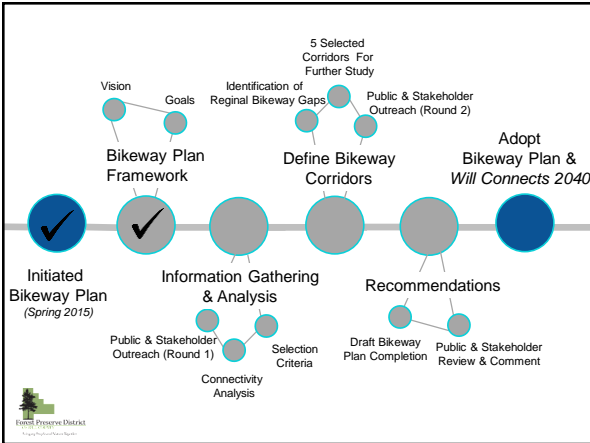 5 Selected
Corridors For
Further Study
Vision
Goals
Identification of
Reginal Bikeway Gaps
Public & Stakeholder
Outreach (Round 2)
Bikeway Plan
Framework
Define Bikeway
Corridors
Adopt
Bikeway Plan &
Will Connects 2040
Initiated
Bikeway Plan
(Spring 2015)
Information Gathering
& Analysis
Public & Stakeholder
Outreach (Round 1)
Connectivity
Analysis
Selection
Criteria
Recommendations
Draft Bikeway
Plan Completion
Public & Stakeholder
Review & Comment
Forest Preserve District